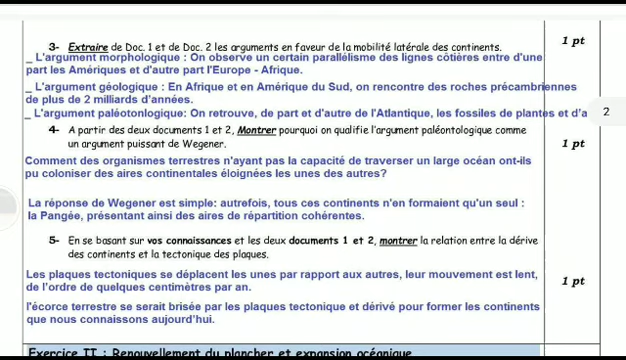 3- Extraire de Doc. 1 et de Doc. 2 les arguments en faveur de la mobilité latérale des continents.
1 pt
_ L'argument morphologique : On observe un certain parallélisme des lignes côtières entre d'une
part les Amériques et d'autre part l'Europe - Afrique.
_ L'argument géologique : En Afrique et en Amérique du Sud, on rencontre des roches précambriennes
de plus de 2 milliards d'années.
_ L'argument paléotonlogique: On retrouve, de part et d'autre de l'Atlantique, les fossiles de plantes et d'a
2
4- A partir des deux documents 1 et 2, Montrer pourquoi on qualifie l'argument paléontologique comme
un argument puissant de Wegener.
1 pt
Comment des organismes terrestres n'ayant pas la capacité de traverser un large océan ont-ils
pu coloniser des aires continentales éloignées les unes des autres?
La réponse de Wegener est simple: autrefois, tous ces continents n'en formaient qu'un seul :
la Pangée, présentant ainsi des aires de répartition cohérentes.
5- En se basant sur vos connaissances et les deux documents 1 et 2, montrer la relation entre la dérive
des continents et la tectonique des plaques.
Les plaques tectoniques se déplacent les unes par rapport aux autres, leur mouvement est lent,
de l'ordre de quelques centimètres par an.
1 pt
l'écorce terrestre se serait brisée par les plaques tectonique et dérivé pour former les continents
que nous connaissons aujourd'hui.
Exercice II : Renouvellement du plancher et expansion océanique